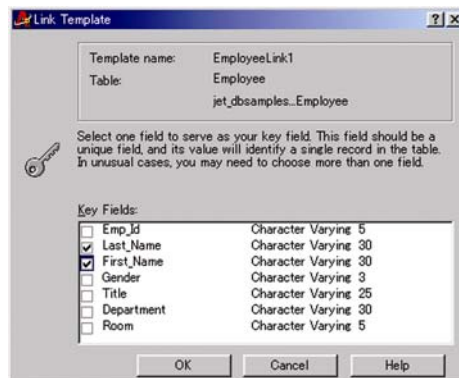 Link Template
Template name: EmployeeLink1
Table: Employee
jet_dbsamples...Employee
Select one field to serve as your key field. This field should be a
unique field, and its value will identify a single record in the table.
In unusual cases, you may need to choose more than one field.
Key Fields:
Emp_Id Character Varying 5
Last_Name Character Varying 30
First_Name Character Varying 30
Gender Character Varying 3
Title Character Varying 25
Department Character Varying 30
Room Character Varying 5
OK Cancel Help